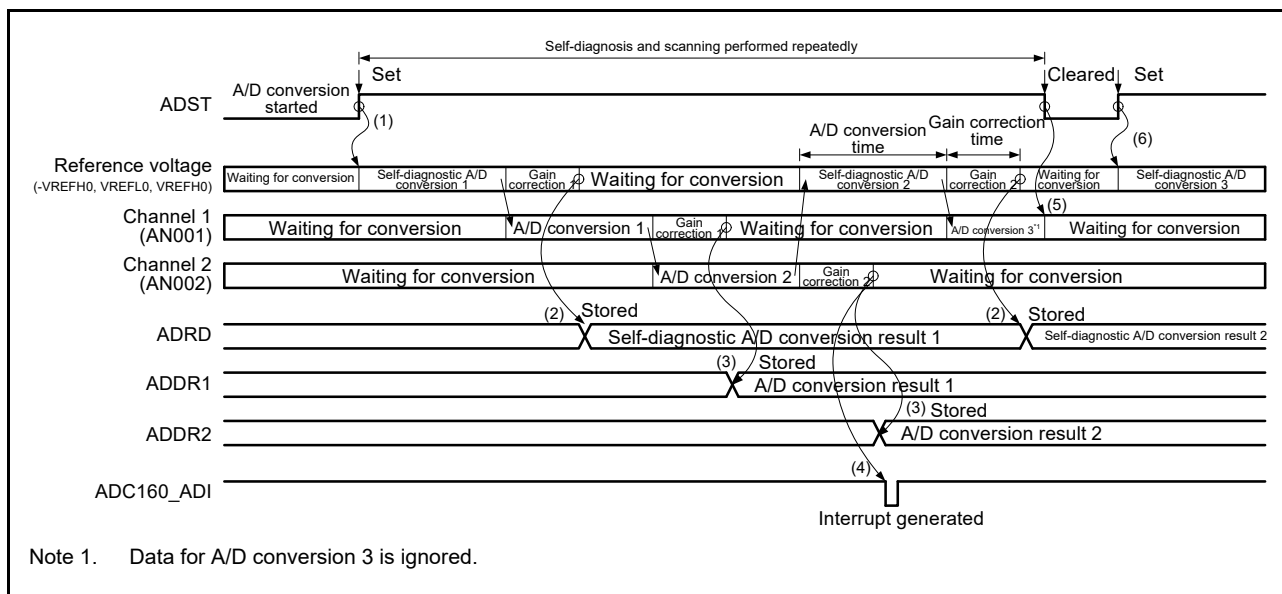 Self-diagnosis and scanning performed repeatedly
Set
Cleared
Set
ADST
A/D conversion
started
(1)
A/D conversion
time
Gain correction
time
(6)
Reference voltage
(-VREFH0, VREFL0, VREFH0)
Waiting for conversion
Self-diagnostic A/D
conversion 1
Gain
correction 1
Waiting for conversion
Self-diagnostic A/D
conversion 2
Gain
correction 2
Waiting for
conversion
Self-diagnostic A/D
conversion 3
(5)
Channel 1
(AN001)
Waiting for conversion
A/D conversion 1
Gain
correction 1
Waiting for conversion
A/D conversion 3*1
Waiting for conversion
Channel 2
(AN002)
Waiting for conversion
A/D conversion 2
Gain
correction 2
Waiting for conversion
(2)
Stored
(2)
Stored
ADRD
Self-diagnostic A/D conversion result 1
Self-diagnostic A/D conversion result 2
(3)
Stored
ADDR1
A/D conversion result 1
(3) Stored
ADDR2
A/D conversion result 2
(4)
ADC160_ADI
Interrupt generated
Note 1. Data for A/D conversion 3 is ignored.